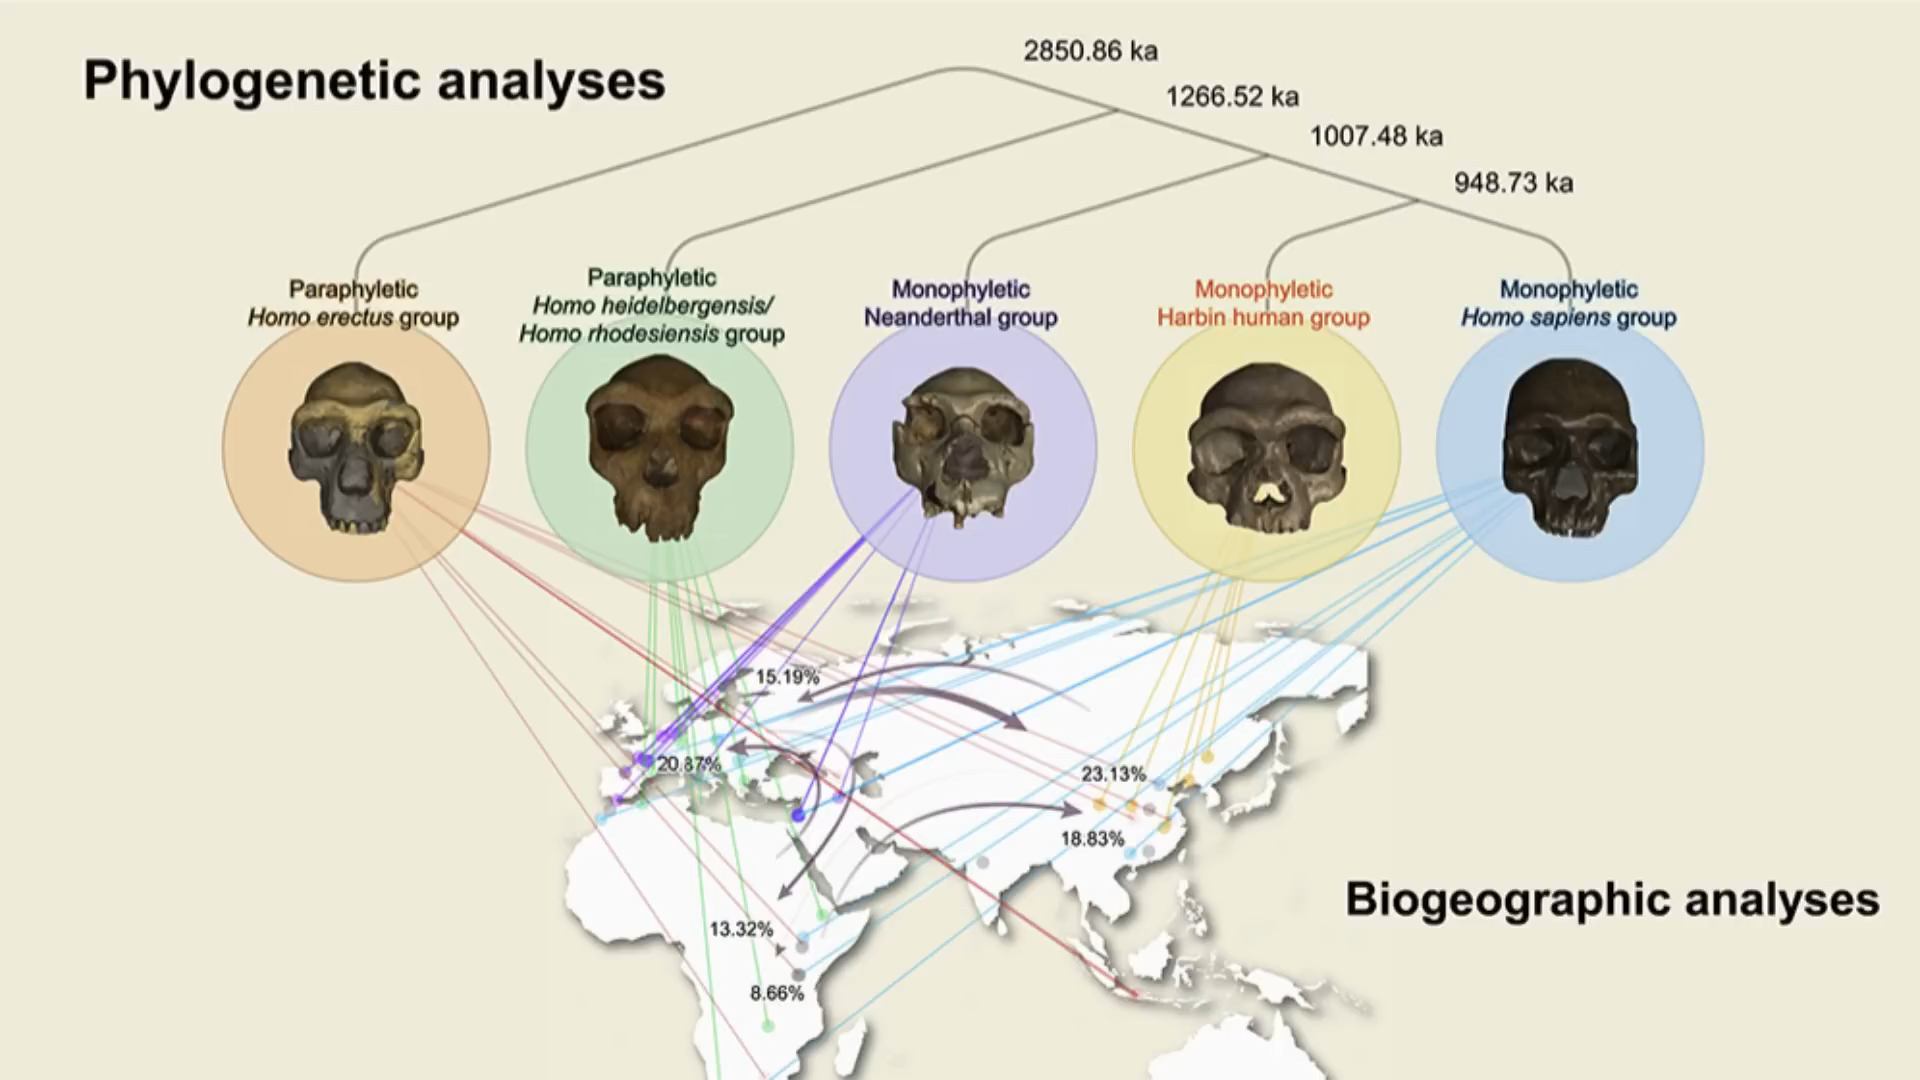 Phylogenetic analyses
2850.86 ka
1266.52 ka
1007.48 ka
948.73 ka
Paraphyletic
Homo erectus group
Paraphyletic
Homo heidelbergensis/
Homo rhodesiensis group
Monophyletic
Neanderthal group
Monophyletic
Harbin human group
Monophyletic
Homo sapiens group
15.19%
20.87%
23.13%
18.83%
13.32%
8.66%
Biogeographic analyses